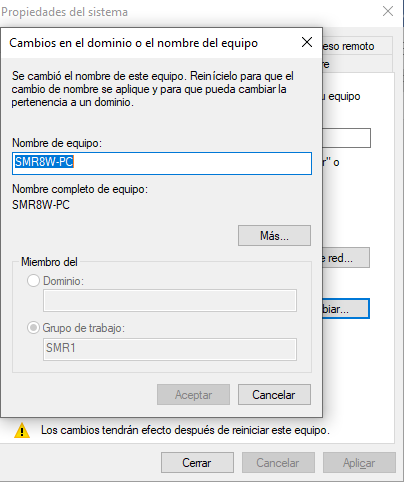 Propiedades del sistema
Cambios en el dominio o el nombre del equipo
eso remoto
Se cambió el nombre de este equipo. Reinícielo para que el
cambio de nombre se aplique y para que pueda cambiar la
pertenencia a un dominio.
re
u equipo
Nombre de equipo:
SMR8W-PC
r" o
Nombre completo de equipo:
SMR8W-PC
Más...
e red...
Miembro del
Dominio:
biar...
Grupo de trabajo:
SMR1
Aceptar
Cancelar
Los cambios tendrán efecto después de reiniciar este equipo.
Cerrar
Cancelar
Aplicar